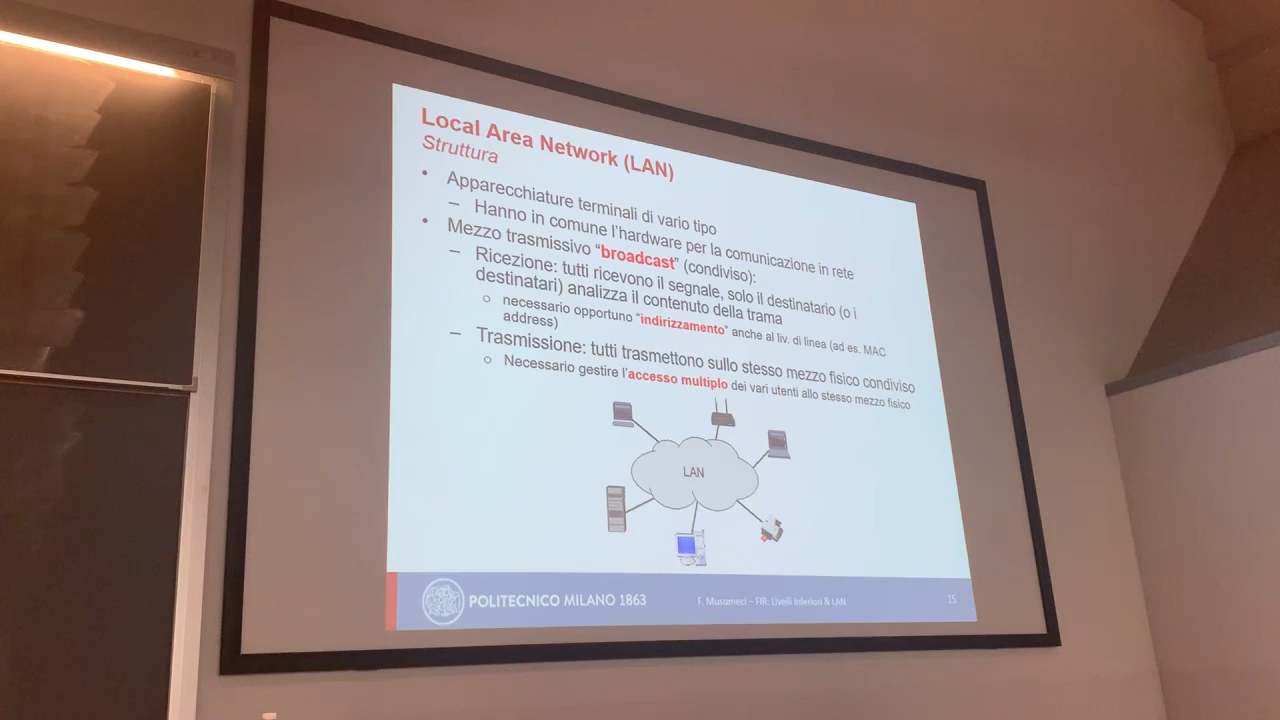 Local Area Network (LAN)
Struttura
• Apparecchiature terminali di vario tipo
– Hanno in comune l'hardware per la comunicazione in rete
• Mezzo trasmissivo “broadcast” (condiviso):
– Ricezione: tutti ricevono il segnale, solo il destinatario (o i
destinatari) analizza il contenuto della trama
o necessario opportuno “indirizzamento” anche al liv. di linea (ad es. MAC
address)
– Trasmissione: tutti trasmettono sullo stesso mezzo fisico condiviso
o Necessario gestire l'accesso multiplo dei vari utenti allo stesso mezzo fisico
LAN
POLITECNICO MILANO 1863
F. Musumeci – FIR: Livelli inferiori & LAN
15